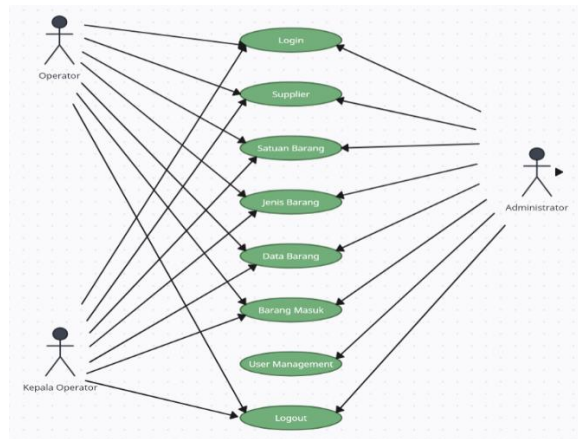 Login
Operator
Supplier
Satuan Barang
Jenis Barang
Administrator
Data Barang
Barang Masuk
User Management
Kepala Operator
Logout